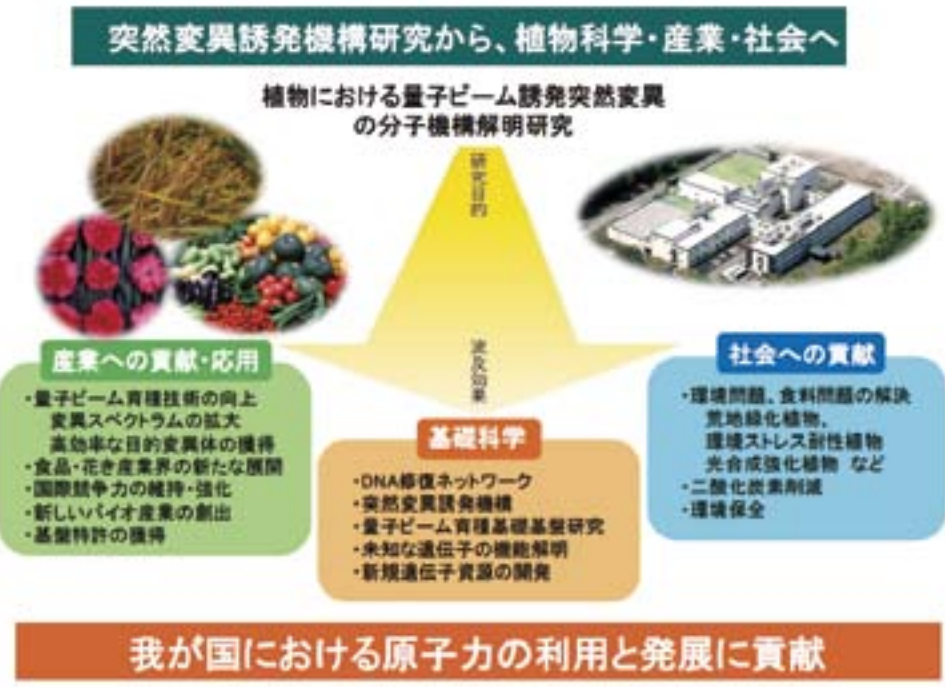 突然変異誘発機構研究から、植物科学・産業・社会へ
植物における量子ビーム誘発突然変異
の分子機構解明研究
研究目的
波及効果
産業への貢献・応用
・量子ビーム育種技術の向上
変異スペクトラムの拡大
高効率な目的変異体の獲得
・食品・花き産業界の新たな展開
・国際競争力の維持・強化
・新しいバイオ産業の創出
・基盤特許の獲得
基礎科学
・DNA修復ネットワーク
・突然変異誘発機構
・量子ビーム育種基礎基盤研究
・未知な遺伝子の機能解明
・新規遺伝子資源の開発
社会への貢献
・環境問題、食料問題の解決
荒地緑化植物、
環境ストレス耐性植物
光合成強化植物 など
・二酸化炭素削減
・環境保全
我が国における原子力の利用と発展に貢献